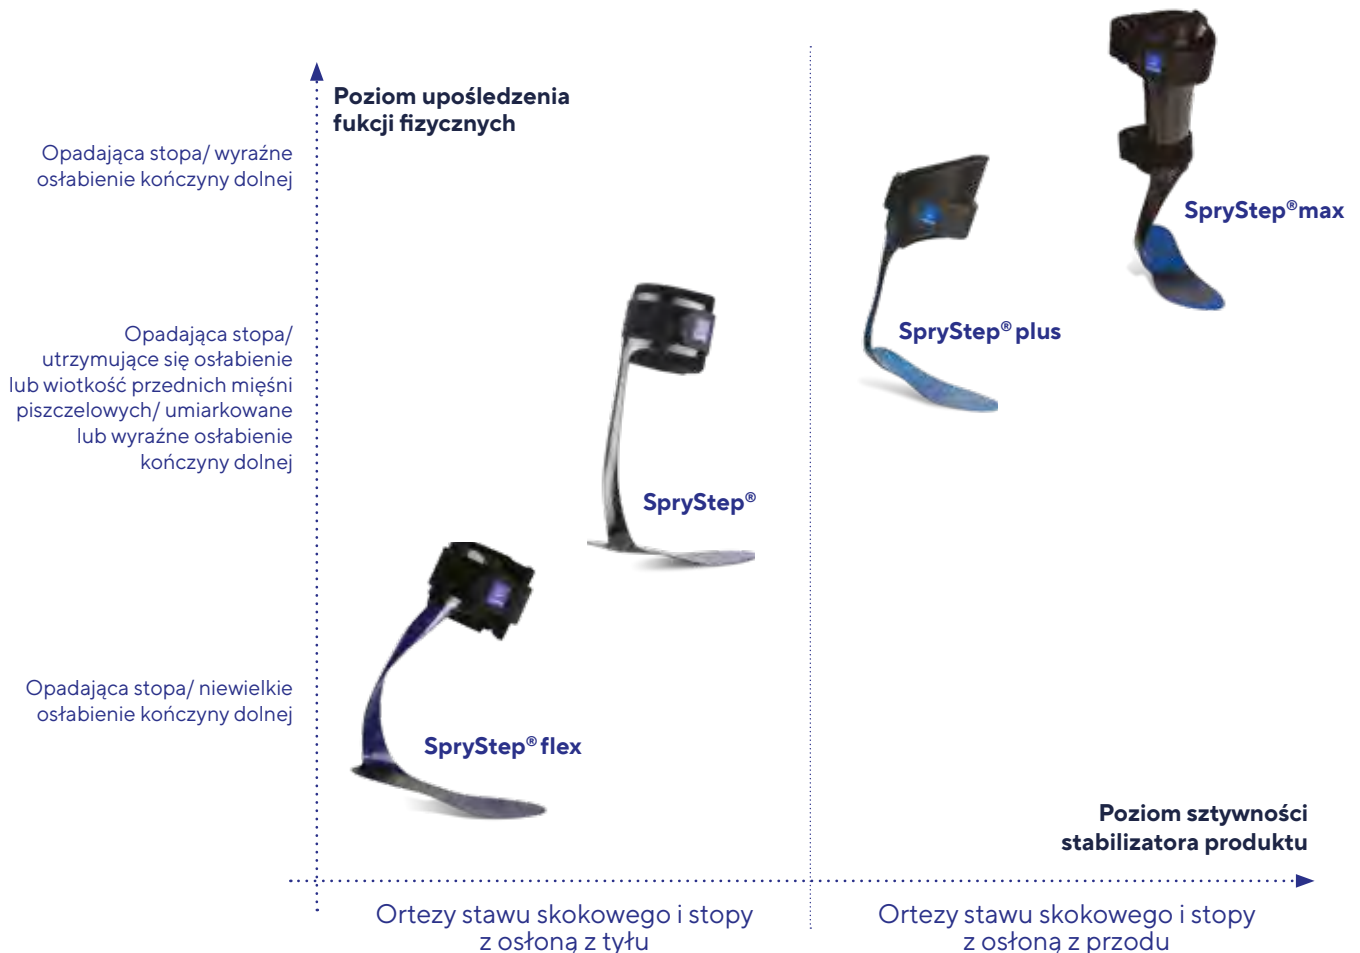 Poziom upośledzenia
fukcji fizycznych
Opadająca stopa/ wyraźne
osłabienie kończyny dolnej
SpryStep®max
Opadająca stopa/
utrzymujące się osłabienie
lub wiotkość przednich mięśni
piszczelowych/ umiarkowane
lub wyraźne osłabienie
kończyny dolnej
SpryStep® plus
SpryStep®
Opadająca stopa/ niewielkie
osłabienie kończyny dolnej
SpryStep® flex
Poziom sztywności
stabilizatora produktu
Ortezy stawu skokowego i stopy
z osłoną z tyłu
Ortezy stawu skokowego i stopy
z osłoną z przodu